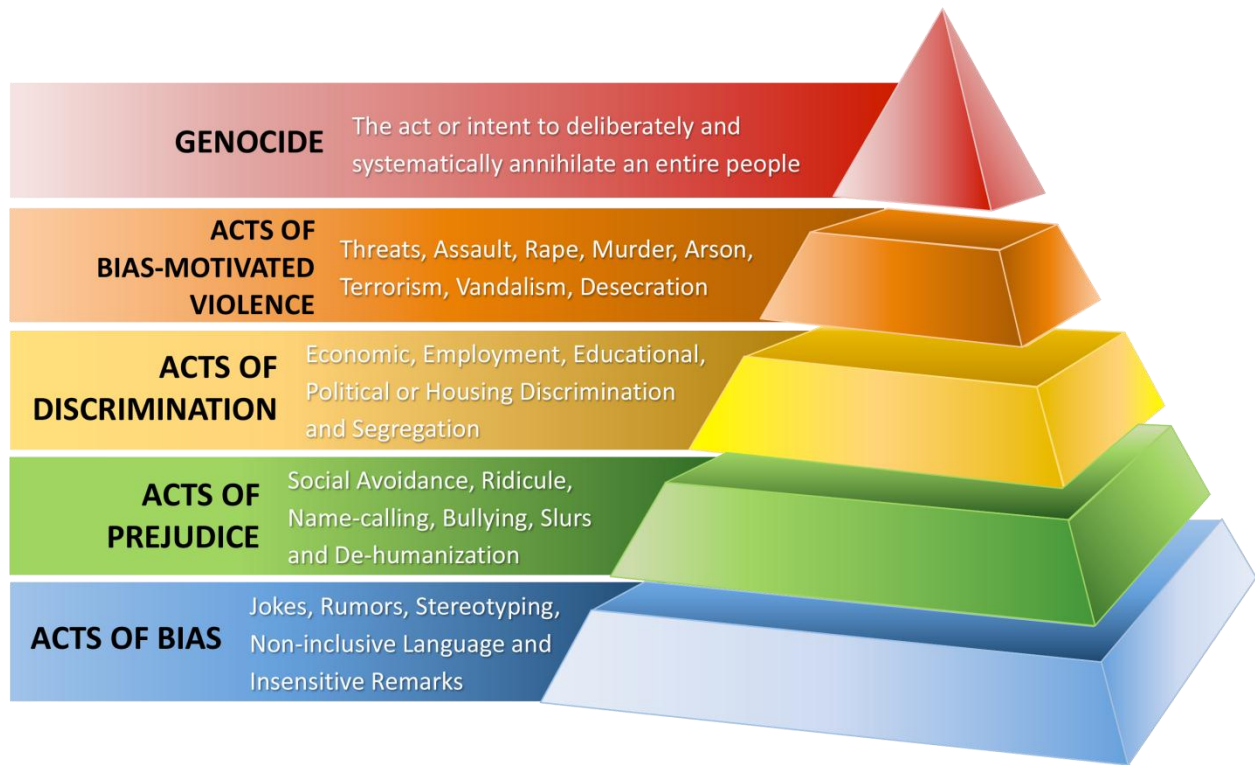 GENOCIDE
The act or intent to deliberately and
systematically annihilate an entire people
ACTS OF
BIAS-MOTIVATED
VIOLENCE
Threats, Assault, Rape, Murder, Arson,
Terrorism, Vandalism, Desecration
ACTS OF
DISCRIMINATION
Economic, Employment, Educational,
Political or Housing Discrimination
and Segregation
ACTS OF
PREJUDICE
Social Avoidance, Ridicule,
Name-calling, Bullying, Slurs
and De-humanization
ACTS OF BIAS
Jokes, Rumors, Stereotyping,
Non-inclusive Language and
Insensitive Remarks